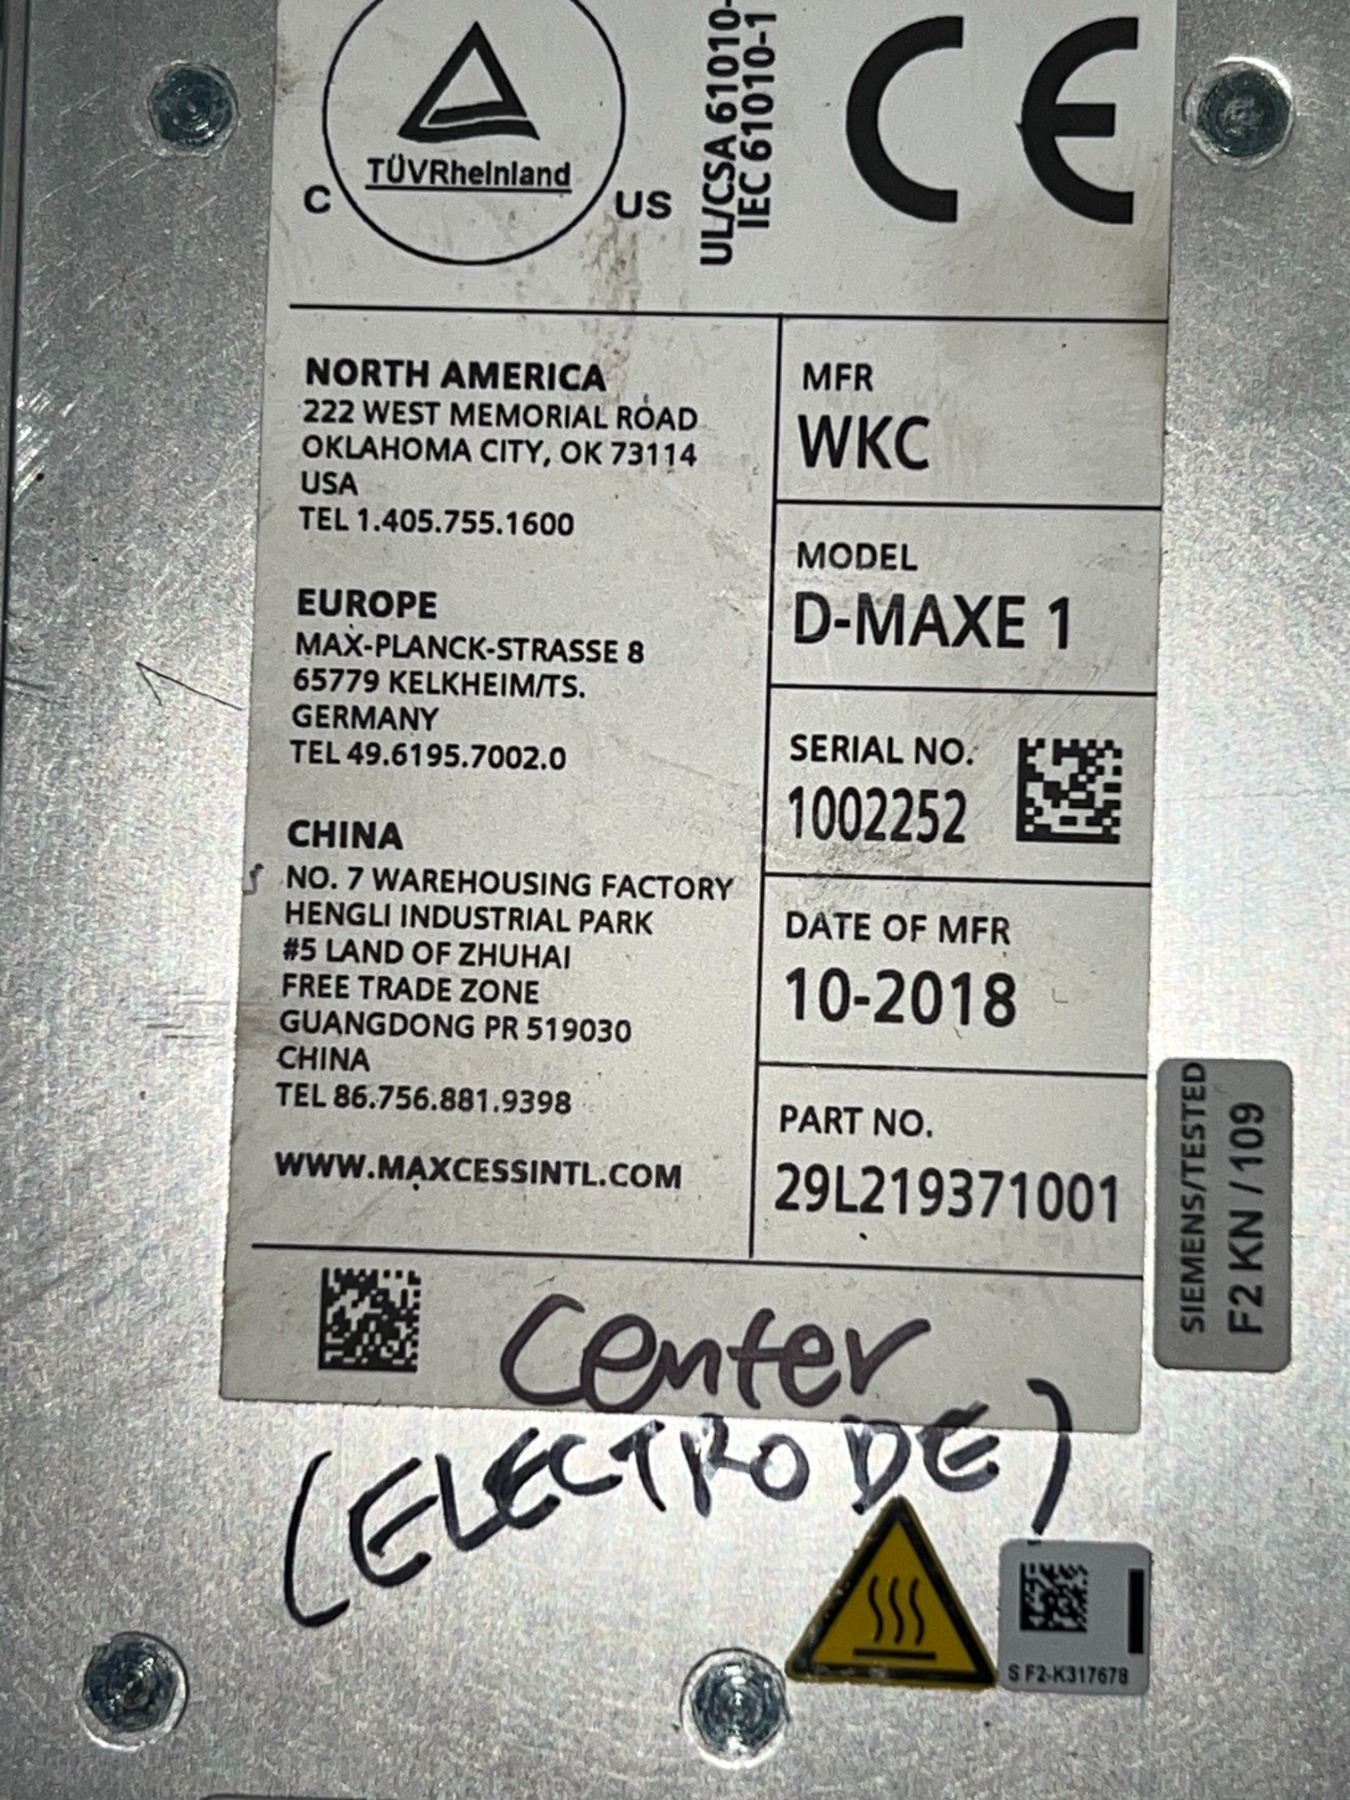 TÜVRheinland
C
US
UL/CSA 61010-
IEC 61010-1
CE
NORTH AMERICA
222 WEST MEMORIAL ROAD
OKLAHOMA CITY, OK 73114
USA
TEL 1.405.755.1600
EUROPE
MAX-PLANCK-STRASSE 8
65779 KELKHEIM/TS.
GERMANY
TEL 49.6195.7002.0
CHINA
NO. 7 WAREHOUSING FACTORY
HENGLI INDUSTRIAL PARK
#5 LAND OF ZHUHAI
FREE TRADE ZONE
GUANGDONG PR 519030
CHINA
TEL 86.756.881.9398
WWW.MAXCESSINTL.COM
MFR
WKC
MODEL
D-MAXE 1
SERIAL NO.
1002252
DATE OF MFR
10-2018
PART NO.
29L219371001
SIEMENS/TESTED
F2 KN / 109
Center
(ELECTRODE)
S F2-K317678